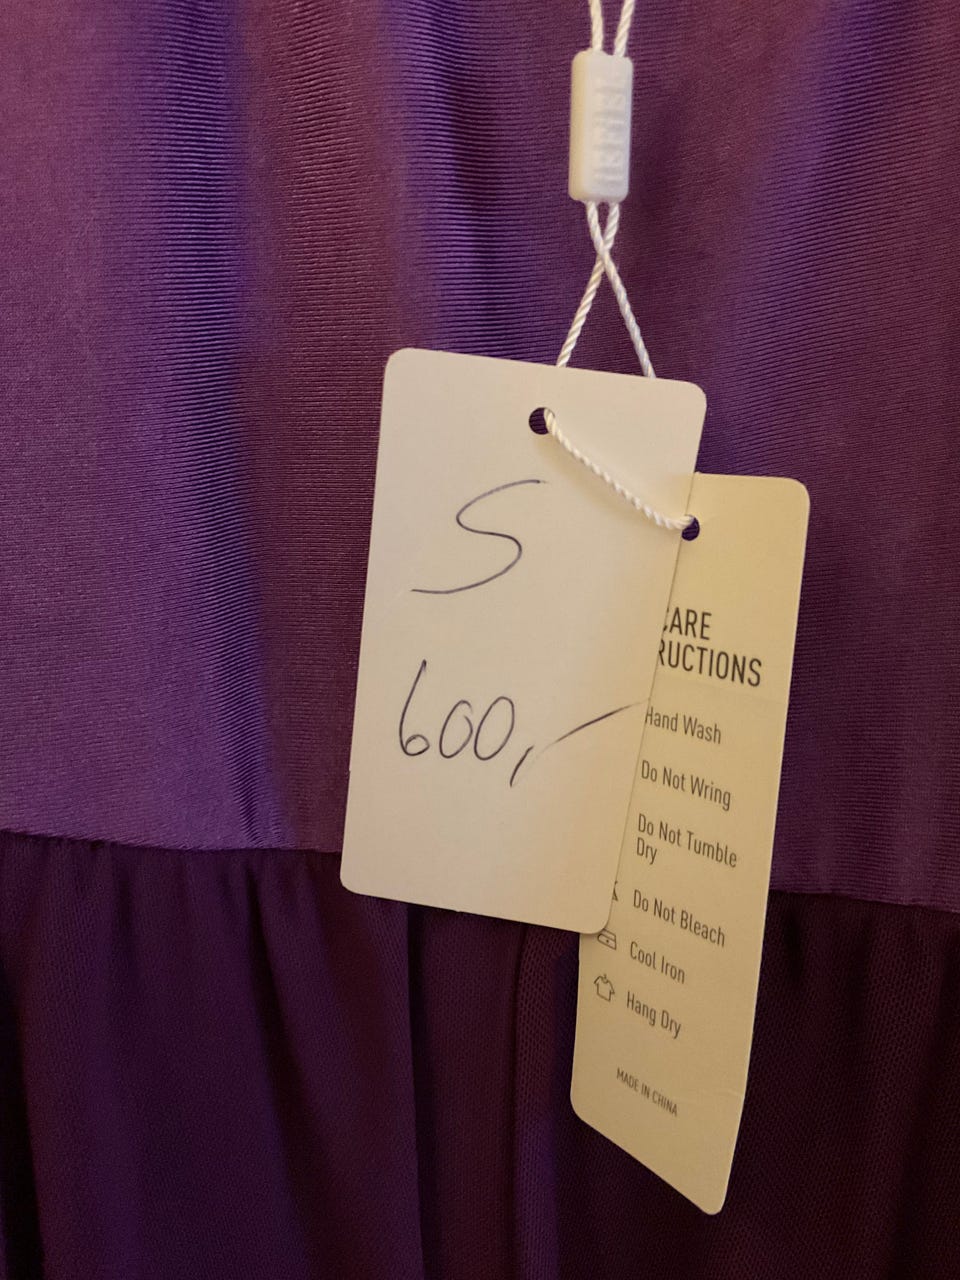 S
600,-
CARE
RUCTIONS
Hand Wash
Do Not Wring
Do Not Tumble
Dry
Do Not Bleach
Cool Iron
Hang Dry
MADE IN CHINA